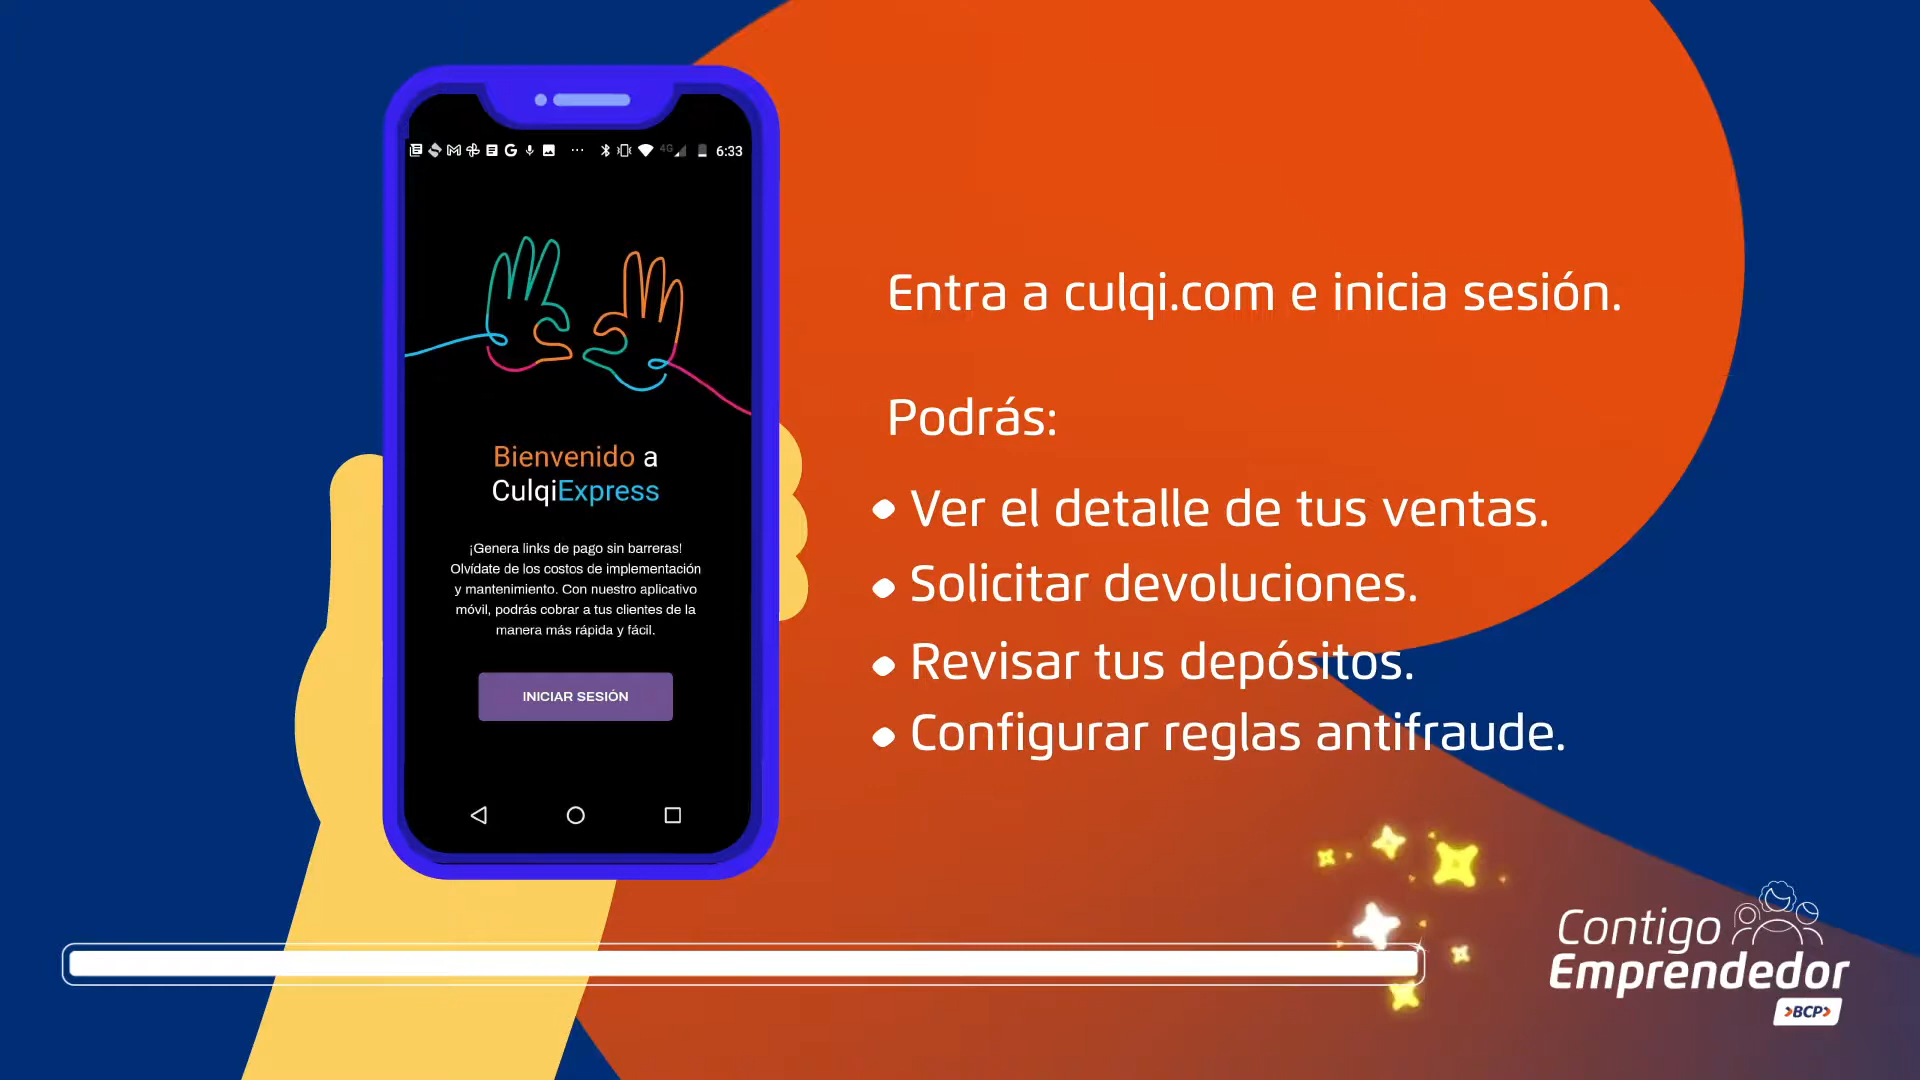 4G 6:33
Bienvenido a
CulqiExpress
¡Genera links de pago sin barreras!
Olvídate de los costos de implementación
y mantenimiento. Con nuestro aplicativo
móvil, podrás cobrar a tus clientes de la
manera más rápida y fácil.
INICIAR SESIÓN
Entra a culqi.com e inicia sesión.
Podrás:
Ver el detalle de tus ventas.
Solicitar devoluciones.
Revisar tus depósitos.
Configurar reglas antifraude.
Contigo
Emprendedor
BCP